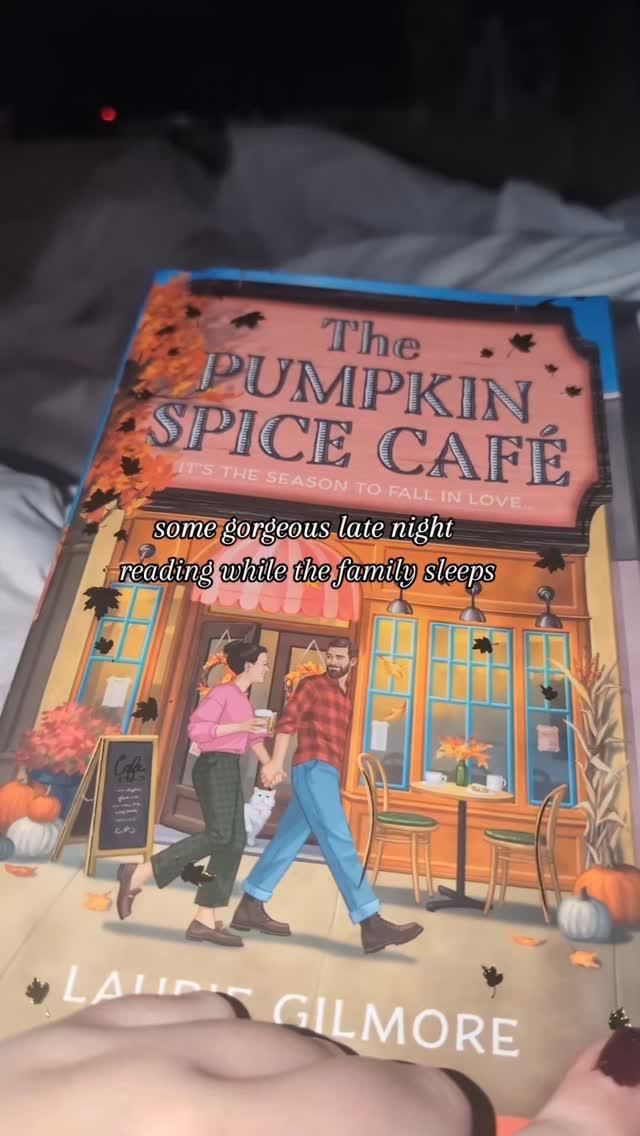 The
PUMPKIN
SPICE CAFÉ
IT'S THE SEASON TO FALL IN LOVE...
some gorgeous late night
reading while the family sleeps
Café
LAURIE GILMORE